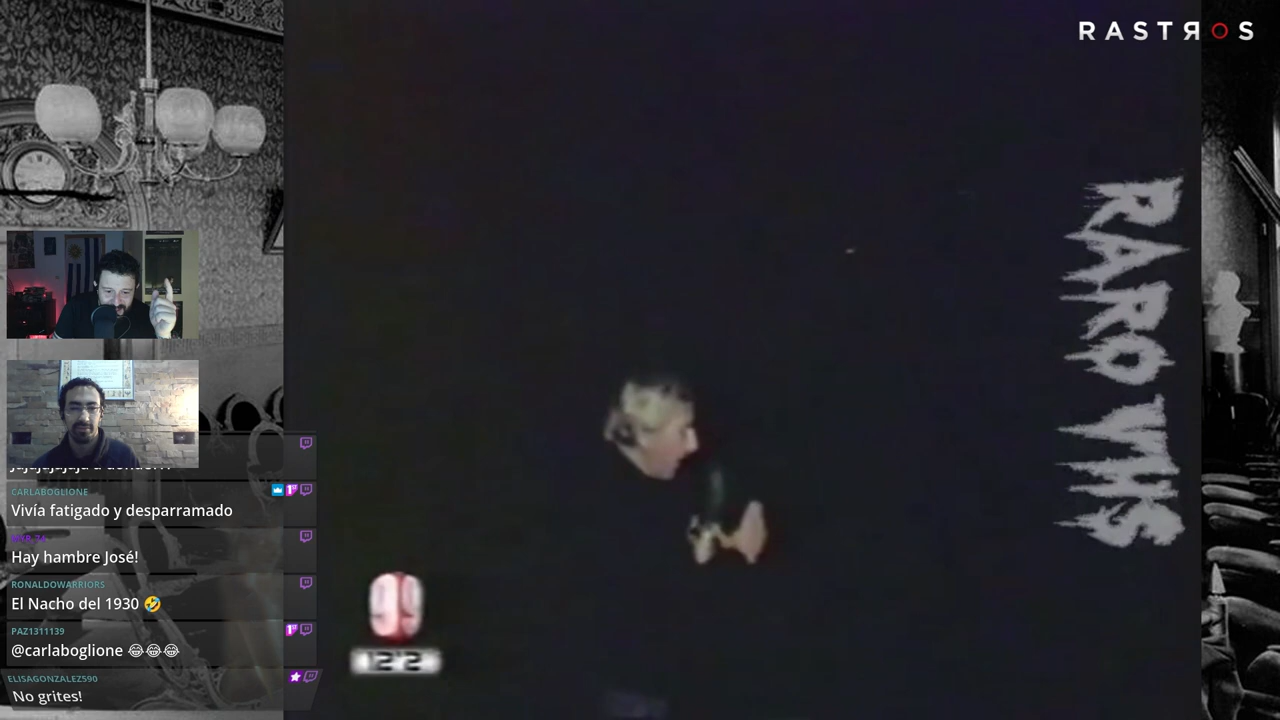 RASTROS
RARO VHS
CARLABOGLIONE
Vivía fatigado y desparramado
Hay hambre José!
RONALDOWARRIORS
El Nacho del 1930 🤣
PAZ1311139
@carlaboglione 😂😂😂
ELISAGONZALEZ590
No grites!